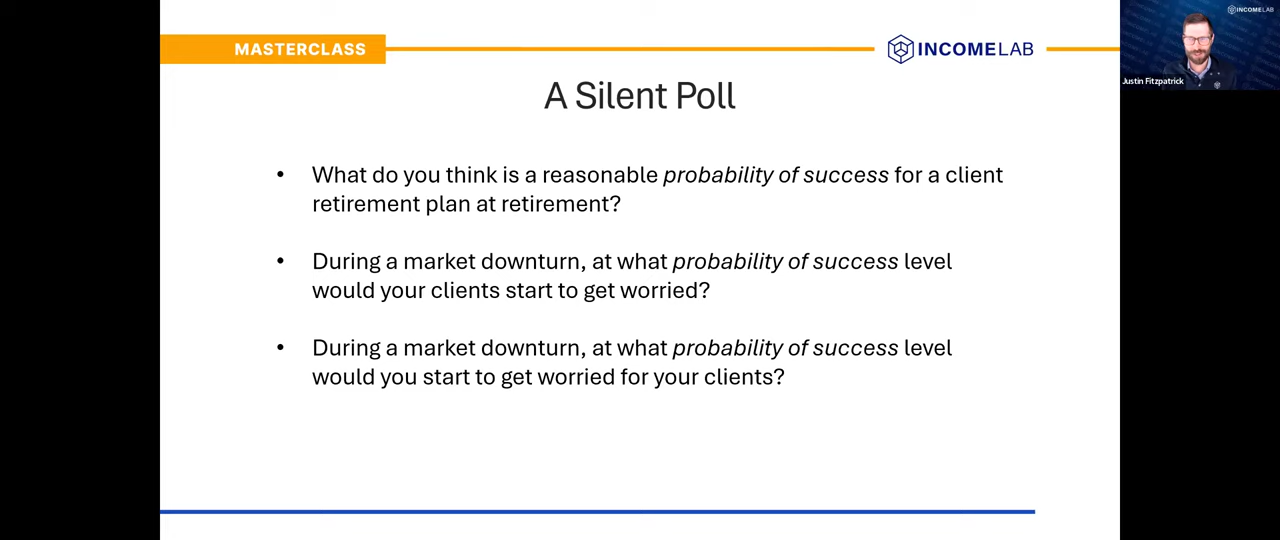 MASTERCLASS
INCOMELAB
A Silent Poll
• What do you think is a reasonable probability of success for a client
retirement plan at retirement?
• During a market downturn, at what probability of success level
would your clients start to get worried?
• During a market downturn, at what probability of success level
would you start to get worried for your clients?
INCOMELAB
Justin Fitzpatrick